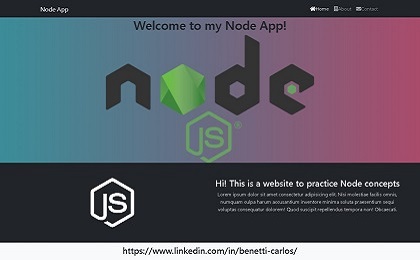 Node App
Home About Contact
Welcome to my Node App!
node
JS
®
JS
Hi! This is a website to practice Node concepts
Lorem ipsum dolor sit amet consectetur adipisicing elit. Nisi molestiae facilis omnis,
numquam culpa harum accusantium inventore minima soluta praesentium aperiam sequi
voluptas consequatur dolorem! Quod suscipit repellendus tempora non! Obcaecati.
https://www.linkedin.com/in/benetti-carlos/